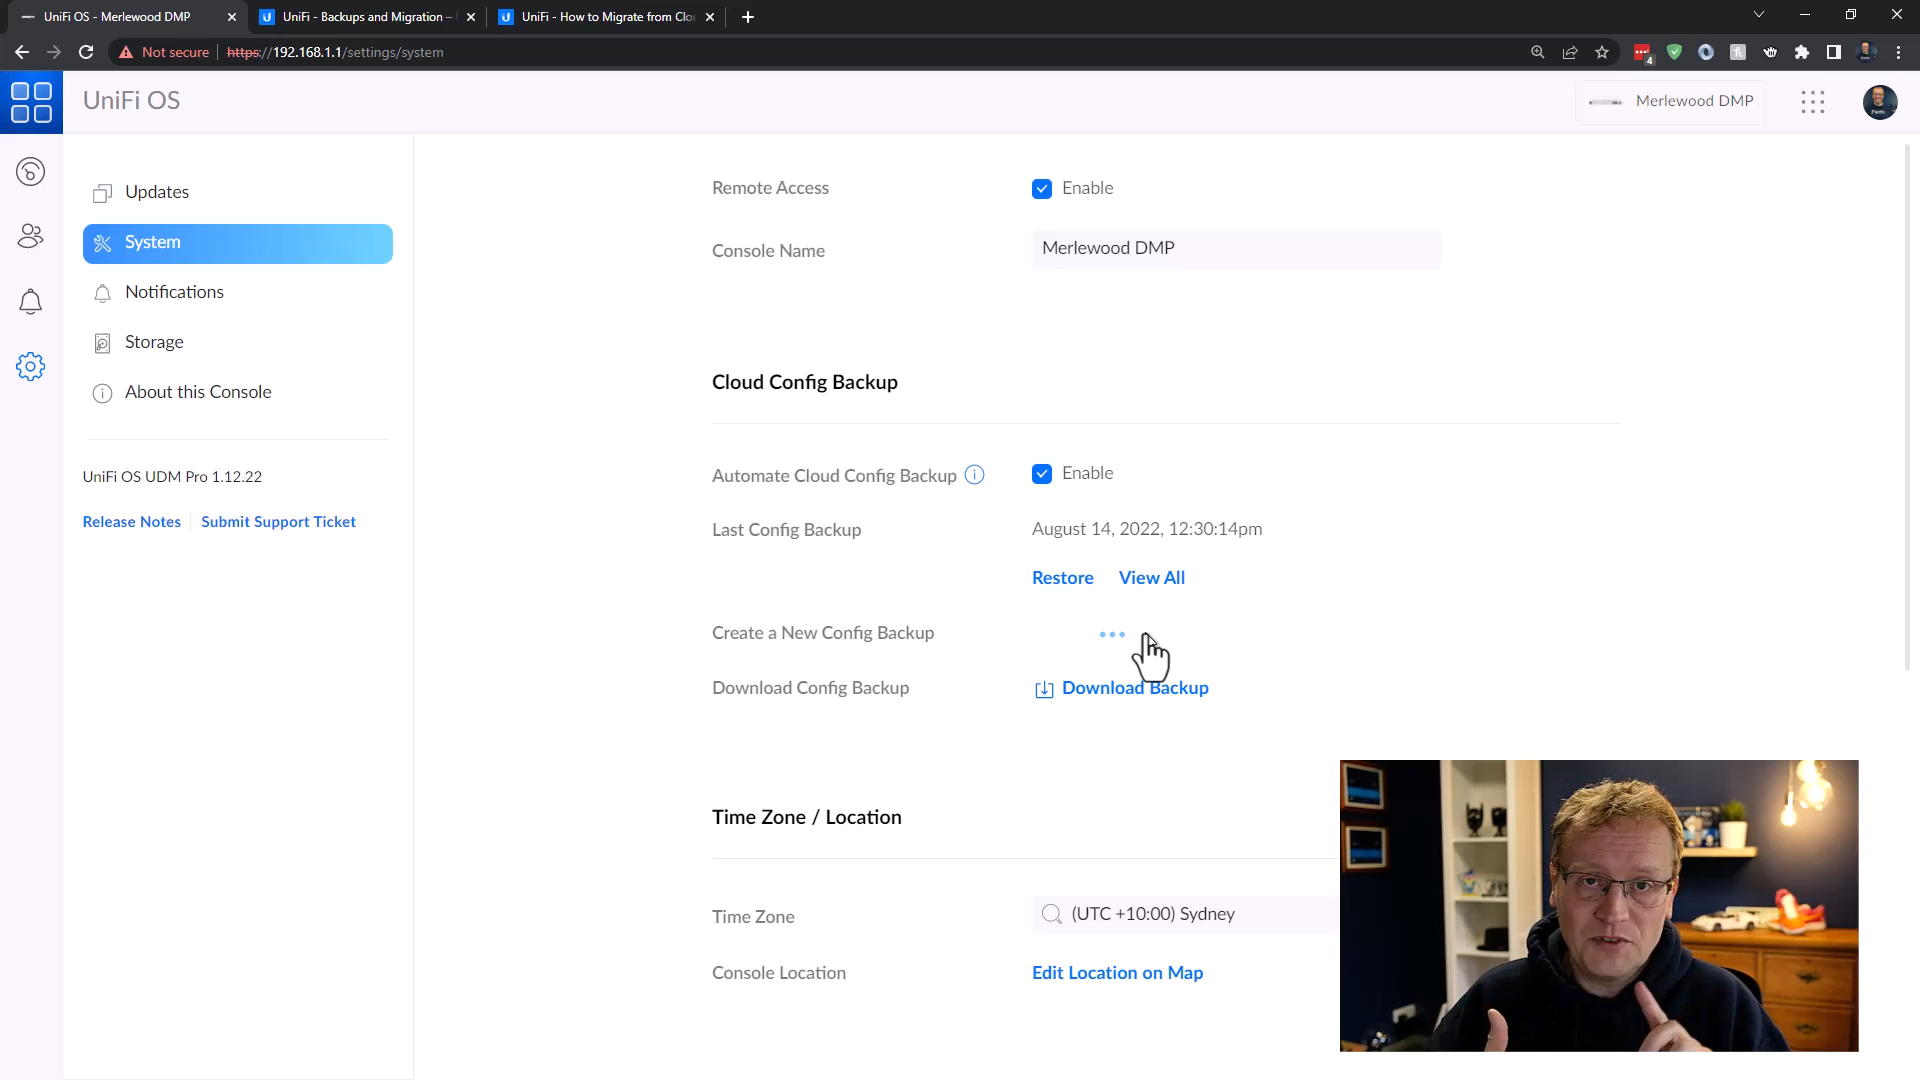 UniFi OS - Merlewood DMP
UniFi - Backups and Migration –
UniFi - How to Migrate from Clo
Not secure
https://192.168.1.1/settings/system
4
UniFi OS
Merlewood DMP
Updates
System
Notifications
Storage
About this Console
UniFi OS UDM Pro 1.12.22
Release Notes
Submit Support Ticket
Remote Access
Enable
Console Name
Merlewood DMP
Cloud Config Backup
Automate Cloud Config Backup
Enable
Last Config Backup
August 14, 2022, 12:30:14pm
Restore
View All
Create a New Config Backup
Download Config Backup
Download Backup
Time Zone / Location
Time Zone
(UTC +10:00) Sydney
Console Location
Edit Location on Map